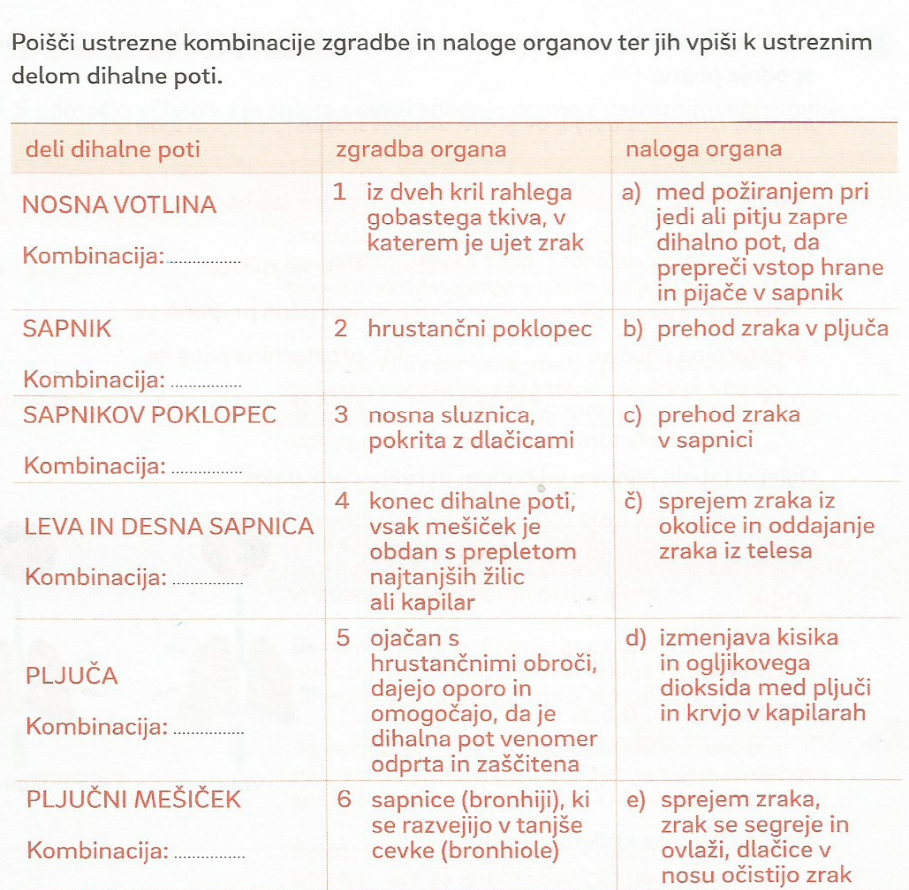 Poišči ustrezne kombinacije zgradbe in naloge organov ter jih vpiši k ustreznim
delom dihalne poti.
deli dihalne poti
zgradba organa
naloga organa
NOSNA VOTLINA
Kombinacija: ...............
1 iz dveh kril rahlega
gobastega tkiva, v
katerem je ujet zrak
a) med požiranjem pri
jedi ali pitju zapre
dihalno pot, da
prepreči vstop hrane
in pijače v sapnik
SAPNIK
Kombinacija: ...............
2 hrustančni poklopec
b) prehod zraka v pljuča
SAPNIKOV POKLOPEC
Kombinacija: ...............
3 nosna sluznica,
pokrita z dlačicami
c) prehod zraka
v sapnici
LEVA IN DESNA SAPNICA
Kombinacija: ...............
4 konec dihalne poti,
vsak mešiček je
obdan s prepletom
najtanjših žilic
ali kapilar
č) sprejem zraka iz
okolice in oddajanje
zraka iz telesa
PLJUČA
Kombinacija: ...............
5 ojačan s
hrustančnimi obroči,
dajejo oporo in
omogočajo, da je
dihalna pot venomer
odprta in zaščitena
d) izmenjava kisika
in ogljikovega
dioksida med pljuči
in krvjo v kapilarah
PLJUČNI MEŠIČEK
Kombinacija: ...............
6 sapnice (bronhiji), ki
se razvejijo v tanjše
cevke (bronhiole)
e) sprejem zraka,
zrak se segreje in
ovlaži, dlačice v
nosu očistijo zrak